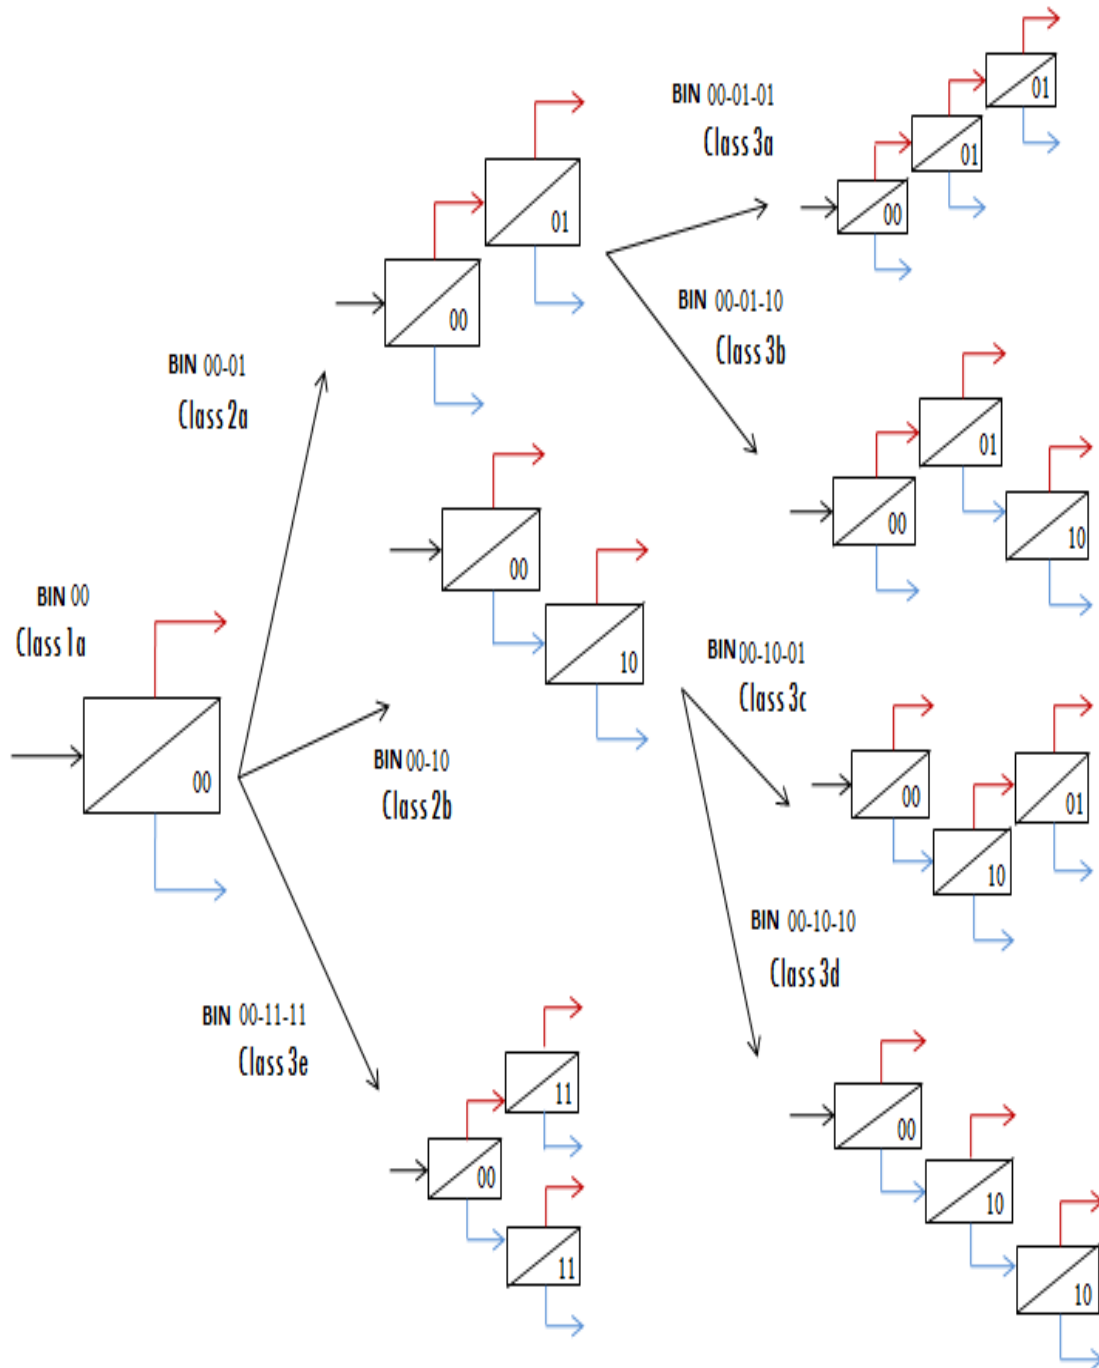 BIN 00-01-01
Class 3a
01
01
00
01
00
BIN 00-01-10
Class 3b
BIN 00-01
Class 2a
01
00
10
00
10
BIN 00
Class 1a
00
BIN 00-10
Class 2b
BIN 00-10-01
Class 3c
00
01
10
BIN 00-10-10
Class 3d
BIN 00-11-11
Class 3e
11
00
11
00
10
10